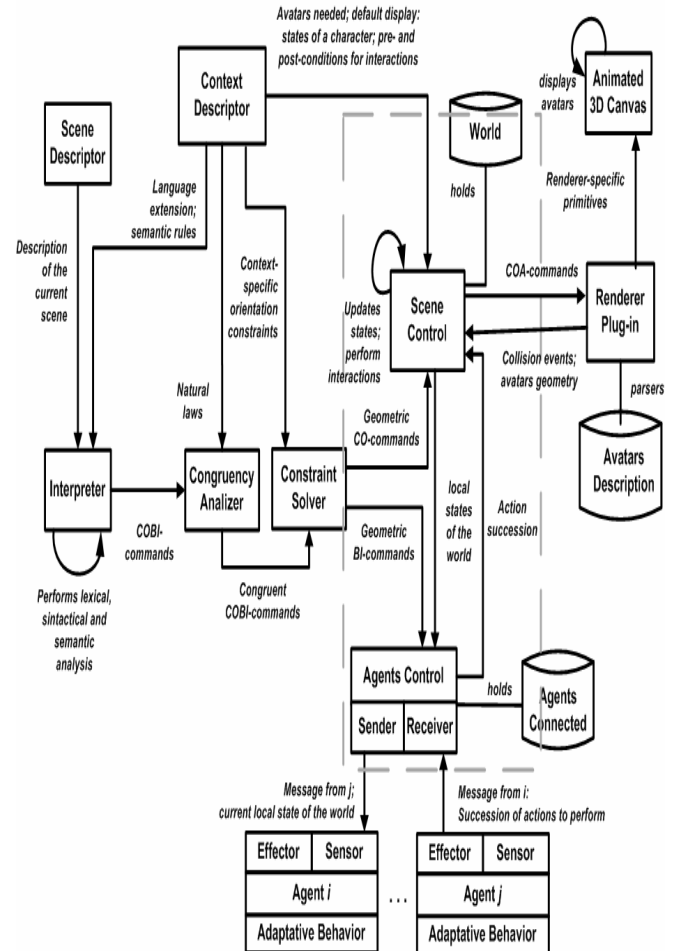 Avatars needed; default display:
states of a character; pre- and
post-conditions for interactions
Context
Descriptor
Scene
Descriptor
World
displays
avatars
Animated
3D Canvas
Language
extension;
semantic rules
holds
Renderer-specific
primitives
Description
of the
current
scene
Context-
specific
orientation
constraints
Updates
states;
perform
interactions
Scene
Control
COA-commands
Renderer
Plug-in
Collision events;
avatars geometry
parsers
Natural
laws
Geometric
CO-commands
Avatars
Description
Interpreter
COBI-
commands
Congruency
Analizer
Constraint
Solver
Geometric
BI-commands
local
states
of the
world
Action
succession
Performs lexical,
sintactical and
semantic
analysis
Congruent
COBI-commands
Agents Control
Sender
Receiver
holds
Agents
Connected
Message from j;
current local state of the world
Message from i:
Succession of actions to perform
Effector
Sensor
Agent i
Adaptative Behavior
...
Effector
Sensor
Agent j
Adaptative Behavior